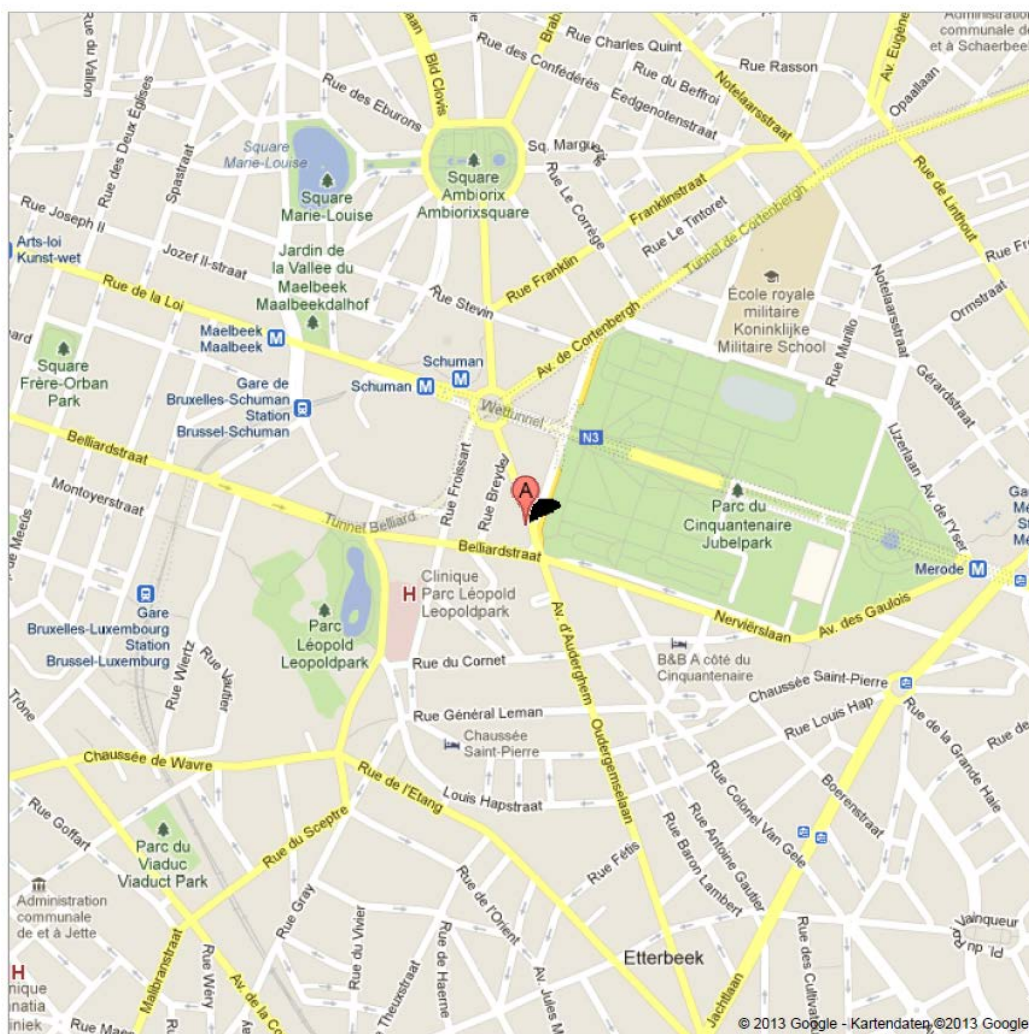 Administration
communale de
et à Schaerbeek
Rue du Vallon
Rue des Deux Églises
Spastraat
Rue des Eburons
Bld Clovis
Rue Charles Quint
Rue des Confédérés
Eedgenotenstraat
Rue du Beffroi
Rue Rasson
Notelaarsstraat
Av. Eugène
Opaallaan
Square
Marie-Louise
Square
Marie-Louise
Square
Ambiorix
Ambiorixsquare
Rue Le Corrège
Franklinstraat
Rue Le Tintoret
Tunnel de Cortenbergh
Rue de Linthout
Rue Joseph II
Arts-loi
Kunst-wet
Jozef II-straat
Jardin de
la Vallee du
Maelbeek
Maalbeekdalhof
Rue de la Loi
Rue Stevin
Rue Franklin
École royale
militaire
Koninklijke
Military School
Notelaarsstraat
Ormstraat
Rue Murillo
Gérardstraat
Maelbeek
Maalbeek
M
Schuman
M
Schuman
M
Av. de Cortenbergh
Square
Frère-Orban
Park
Gare de
Bruxelles-Schuman
Station
Brussel-Schuman
Wettunnel
N3
IJzerlaan
Av. de l'Yser
Belliardstraat
Montoyerstraat
Rue Froissart
Rue Breydel
A
Parc du
Cinquantenaire
Jubelpark
Tunnel Belliard
Belliardstraat
Merode
M
H
Clinique
Parc Léopold
Leopoldpark
Parc
Léopold
Leopoldpark
Gare
Bruxelles-Luxembourg
Station
Brussel-Luxemburg
Nerviërslaan
Av. des Gaulois
Rue Wiertz
Rue Vautier
Av. d'Auderghem
Oudergemselaan
Rue du Cornet
B&B A côté du
Cinquantenaire
Chaussée Saint-Pierre
Rue Général Leman
Rue Louis Hap
Chaussée
Saint-Pierre
Rue de la Grande Haie
Chaussée de Wavre
Rue de l'Etang
Louis Hapstraat
Rue Colonel Van Gele
Boerenstraat
Rue Goffart
Rue du Sceptre
Parc du
Viaduc
Viaduct Park
Rue Fétis
Rue Baron Lambert
Rue Antoine Gautier
Administration
communale
de et à Jette
Rue Gray
Rue du Vivier
Rue de l'Orient
Etterbeek
Malibranstraat
Rue Wéry
Rue de Haerne
Jachtlaan
H
© 2013 Google - Kartendaten ©2013 Google